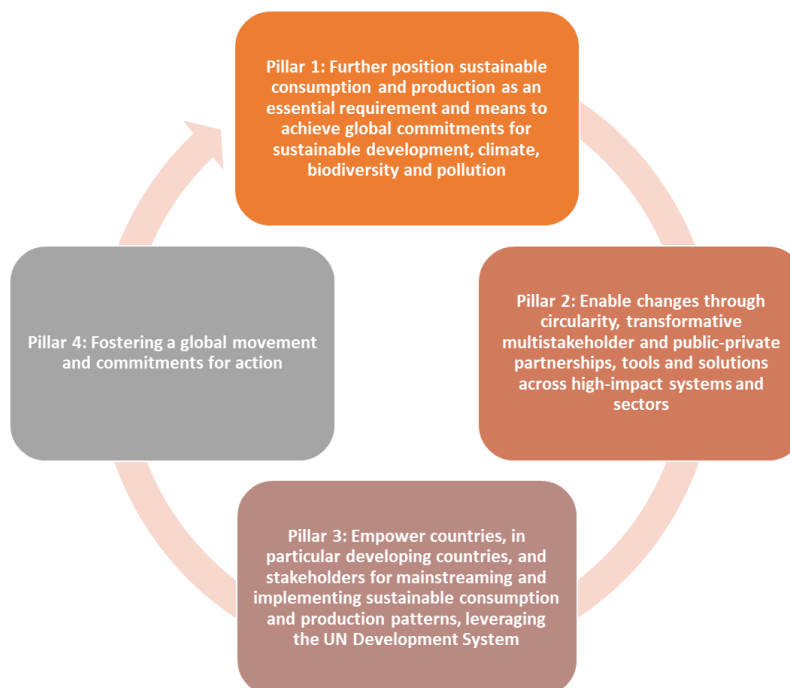 Pillar 1: Further position sustainable
consumption and production as an
essential requirement and means to
achieve global commitments for
sustainable development, climate,
biodiversity and pollution
Pillar 2: Enable changes through
circularity, transformative
multistakeholder and public-private
partnerships, tools and solutions
across high-impact systems and
sectors
Pillar 3: Empower countries, in
particular developing countries, and
stakeholders for mainstreaming and
implementing sustainable consumption
and production patterns, leveraging
the UN Development System
Pillar 4: Fostering a global movement
and commitments for action